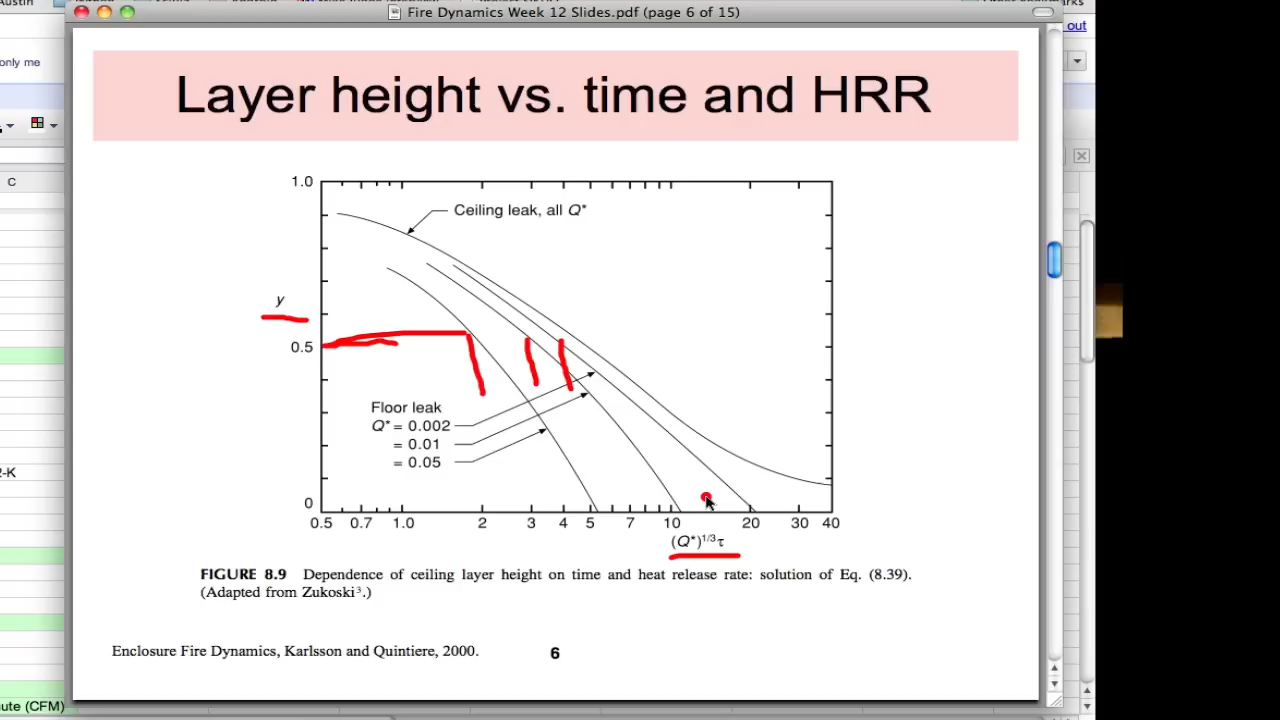 Austin
Fire Dynamics Week 12 Slides.pdf (page 6 of 15)
out
only me
C
2-K
nute (CFM)
Layer height vs. time and HRR
1.0
Ceiling leak, all Q*
y
0.5
Floor leak
Q* = 0.002
= 0.01
= 0.05
0
0.5 0.7 1.0 2 3 4 5 7 10 20 30 40
(Q*)1/3τ
FIGURE 8.9 Dependence of ceiling layer height on time and heat release rate: solution of Eq. (8.39).
(Adapted from Zukoski³.)
Enclosure Fire Dynamics, Karlsson and Quintiere, 2000.
6